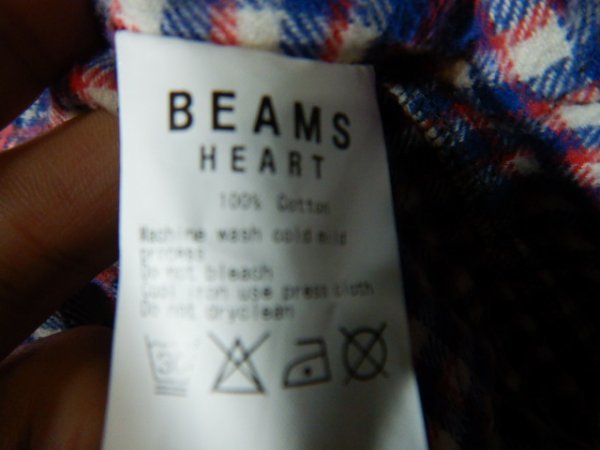 BEAMS
HEART
100% Cotton
Machine wash cold mild
process
Do not bleach
Cool iron use press cloth
Do not dryclean
30